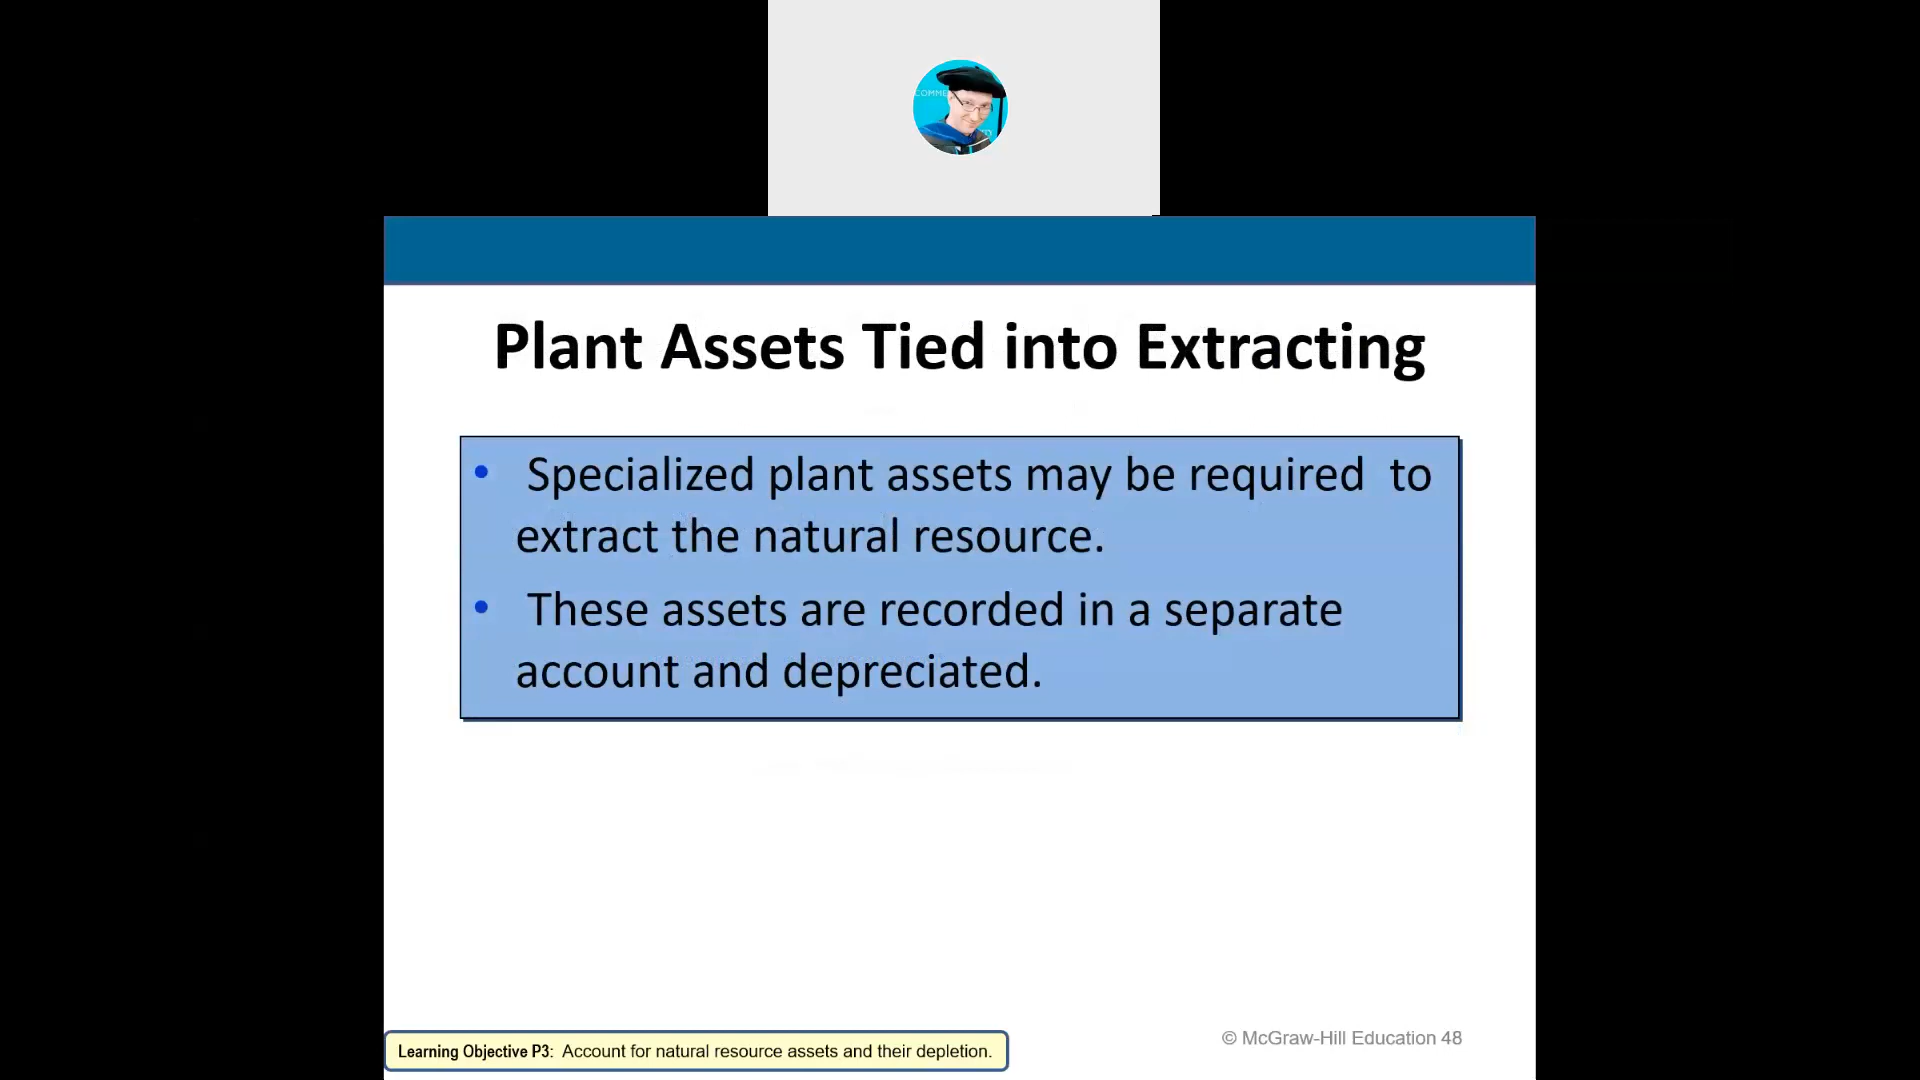 COMME
Plant Assets Tied into Extracting
• Specialized plant assets may be required to
extract the natural resource.
• These assets are recorded in a separate
account and depreciated.
Learning Objective P3: Account for natural resource assets and their depletion.
© McGraw-Hill Education 48